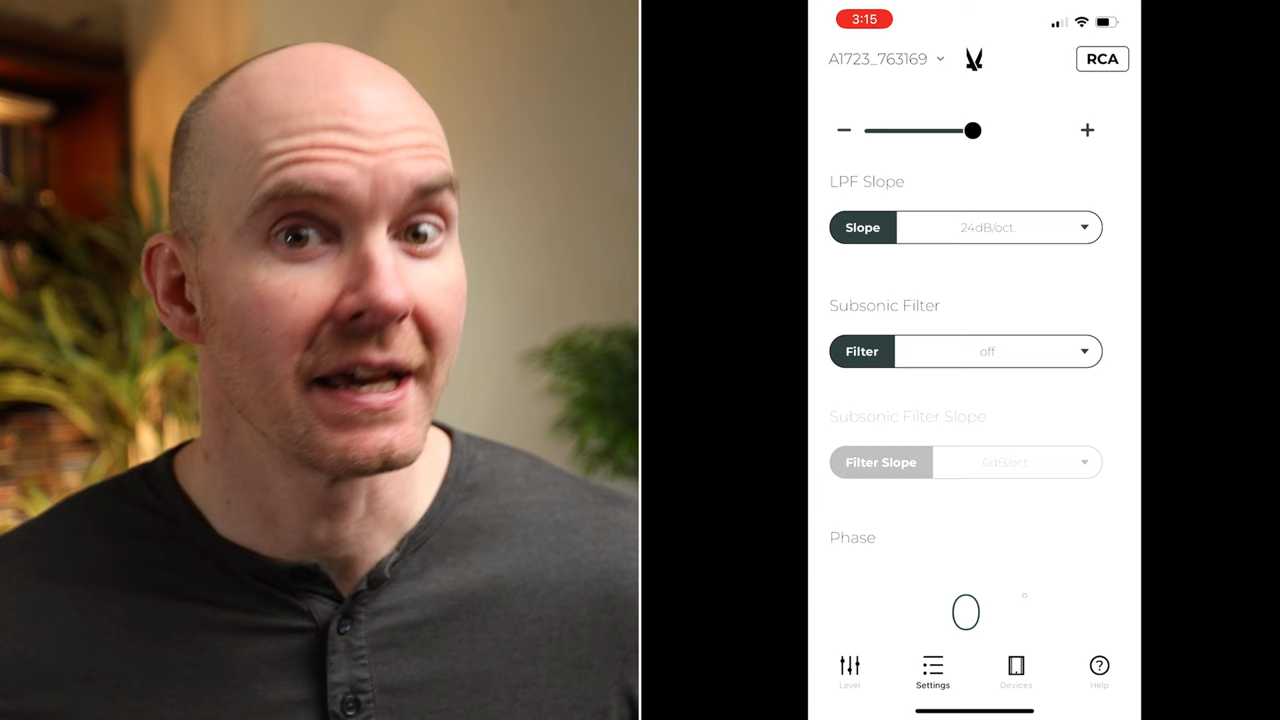 3:15
A1723_763169
RCA
LPF Slope
Slope 24dB/oct.
Subsonic Filter
Filter off
Subsonic Filter Slope
Filter Slope 6dB/oct.
Phase
0°
Level Settings Devices Help